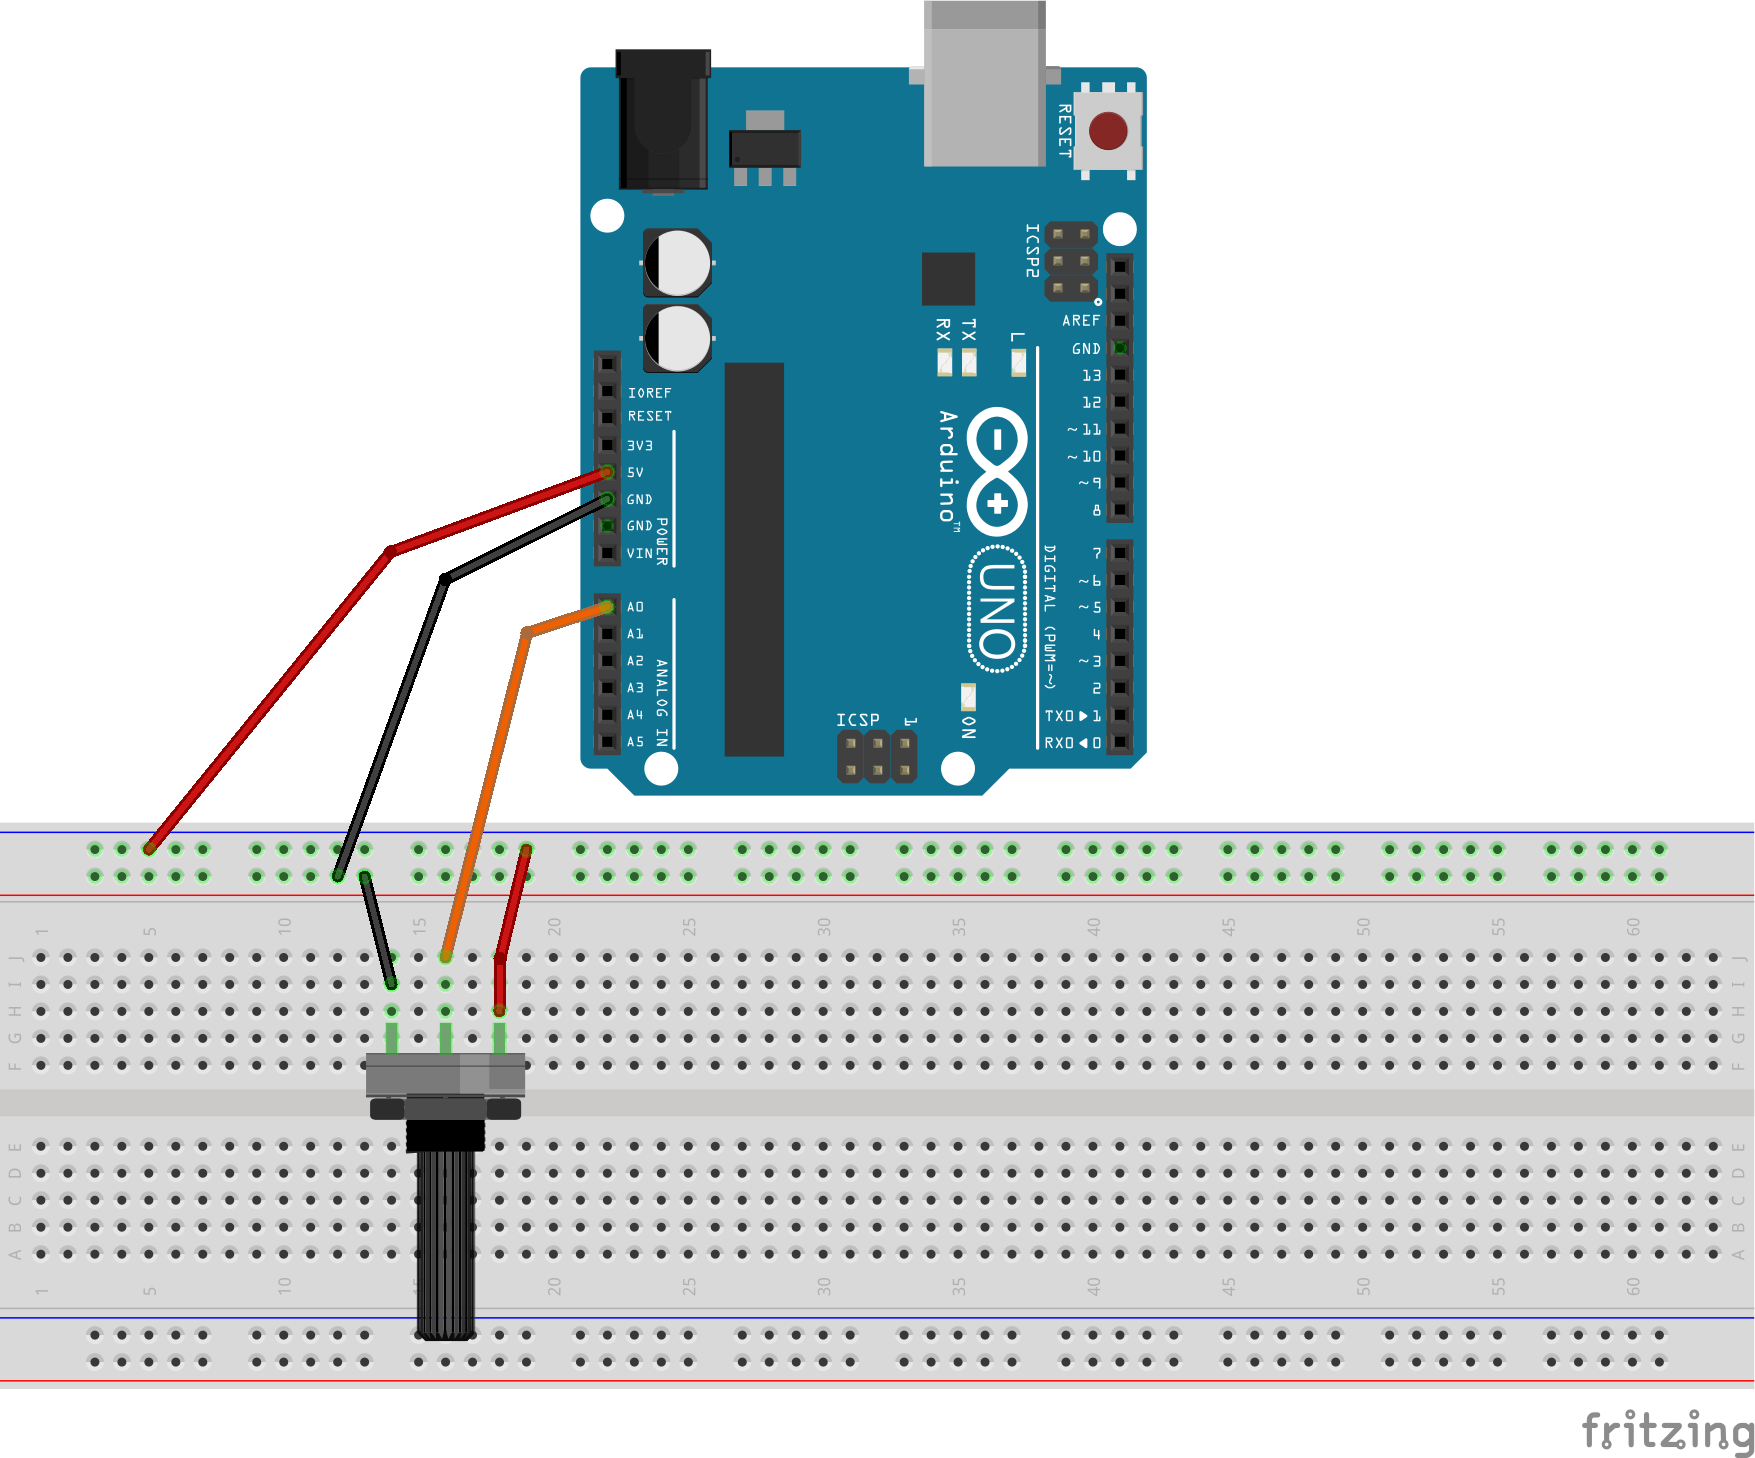 RESET
ICSP2
RX TX L
AREF
GND
13
12
~11
~10
~9
8
IOREF
RESET
3V3
5V
GND
GND
VIN
POWER
Arduino™
UNO
DIGITAL (PWM=~)
7
~6
~5
4
~3
2
TX0▶1
RX0◀0
A0
A1
A2
A3
A4
A5
ANALOG IN
ICSP 1
ON
1 5 10 15 20 25 30 35 40 45 50 55 60
J J
I I
H H
G G
F F
E E
D D
C C
B B
A A
1 5 10 15 20 25 30 35 40 45 50 55 60
fritzing